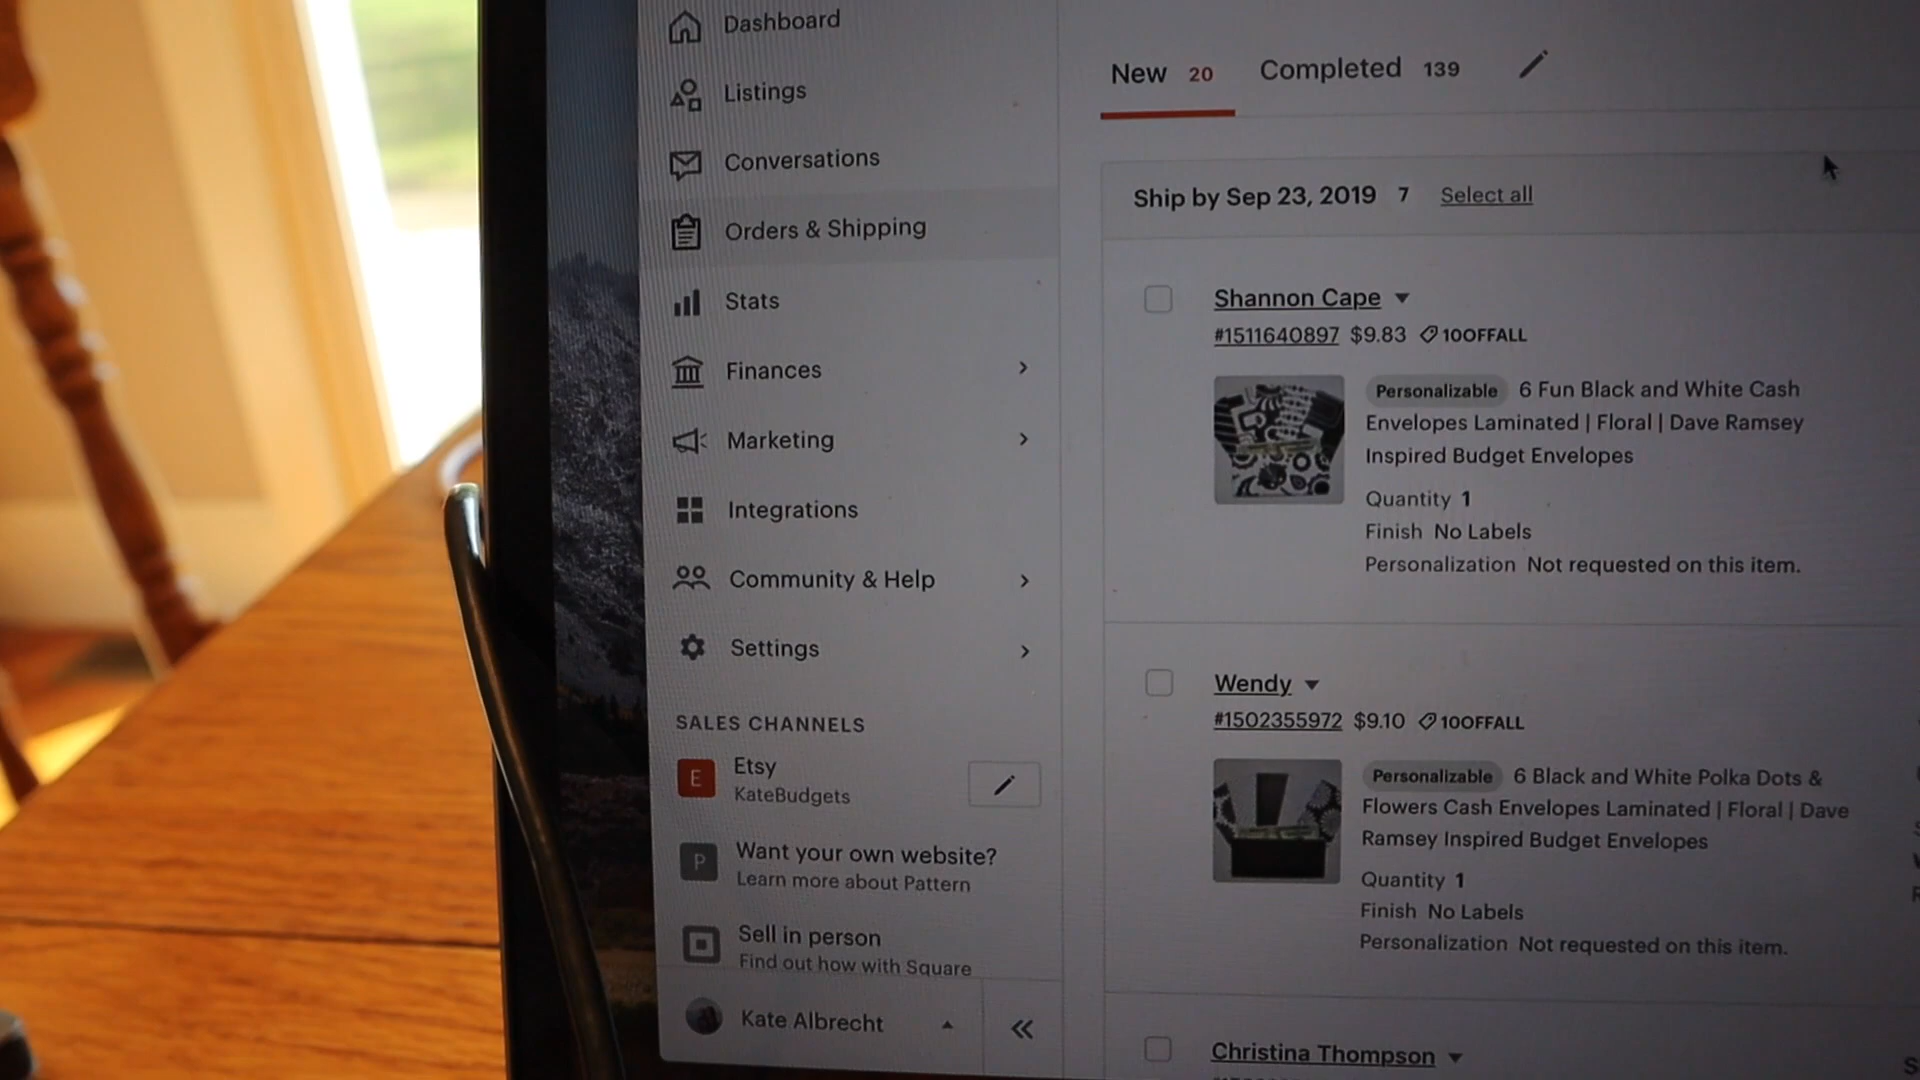 Dashboard
Listings
Conversations
Orders & Shipping
Stats
Finances
Marketing
Integrations
Community & Help
Settings
SALES CHANNELS
E
Etsy
KateBudgets
P
Want your own website?
Learn more about Pattern
Sell in person
Find out how with Square
Kate Albrecht
New 20 Completed 139
Ship by Sep 23, 2019 7 Select all
Shannon Cape
#1511640897 $9.83 10OFFALL
Personalizable 6 Fun Black and White Cash
Envelopes Laminated | Floral | Dave Ramsey
Inspired Budget Envelopes
Quantity 1
Finish No Labels
Personalization Not requested on this item.
Wendy
#1502355972 $9.10 10OFFALL
Personalizable 6 Black and White Polka Dots &
Flowers Cash Envelopes Laminated | Floral | Dave
Ramsey Inspired Budget Envelopes
Quantity 1
Finish No Labels
Personalization Not requested on this item.
Christina Thompson